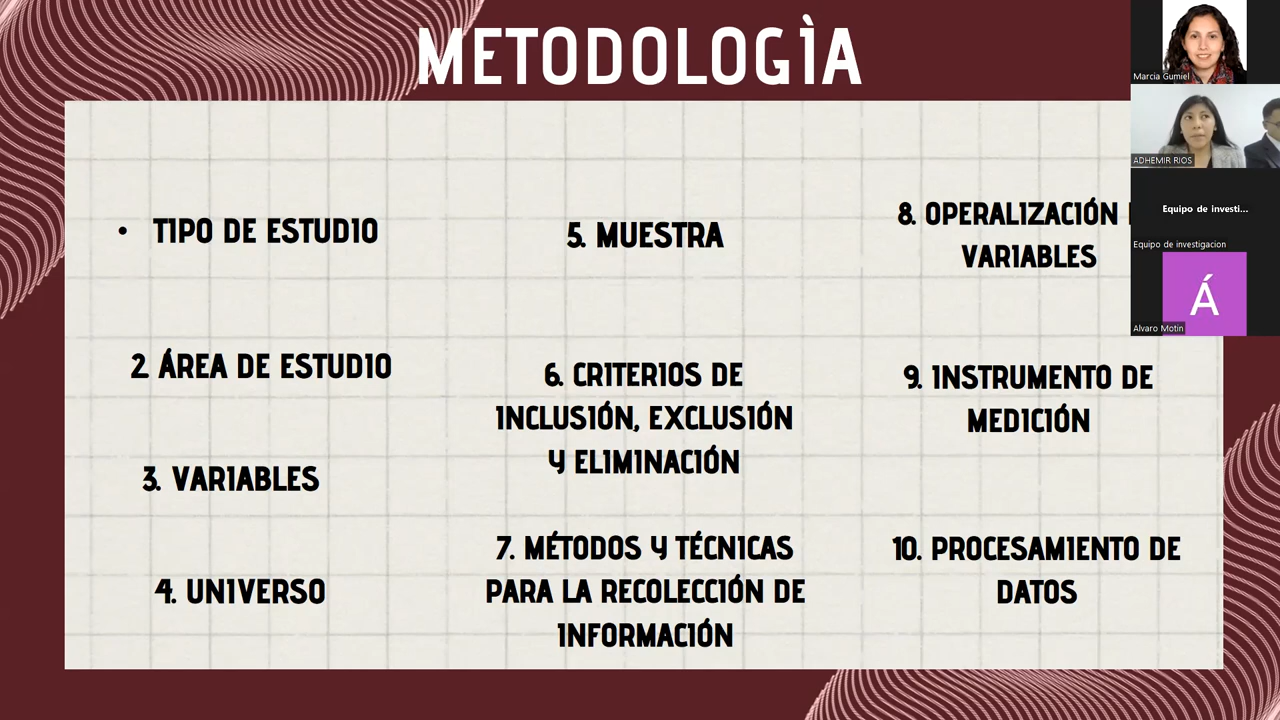 METODOLOGÌA
• TIPO DE ESTUDIO
2 ÁREA DE ESTUDIO
3. VARIABLES
4. UNIVERSO
5. MUESTRA
6. CRITERIOS DE
INCLUSIÓN, EXCLUSIÓN
Y ELIMINACIÓN
7. MÉTODOS Y TÉCNICAS
PARA LA RECOLECCIÓN DE
INFORMACIÓN
8. OPERALIZACIÓN
VARIABLES
9. INSTRUMENTO DE
MEDICIÓN
10. PROCESAMIENTO DE
DATOS
Marcia Gumiel
ADHEMIR RIOS
Equipo de investi...
Equipo de investigacion
Á
Alvaro Motin